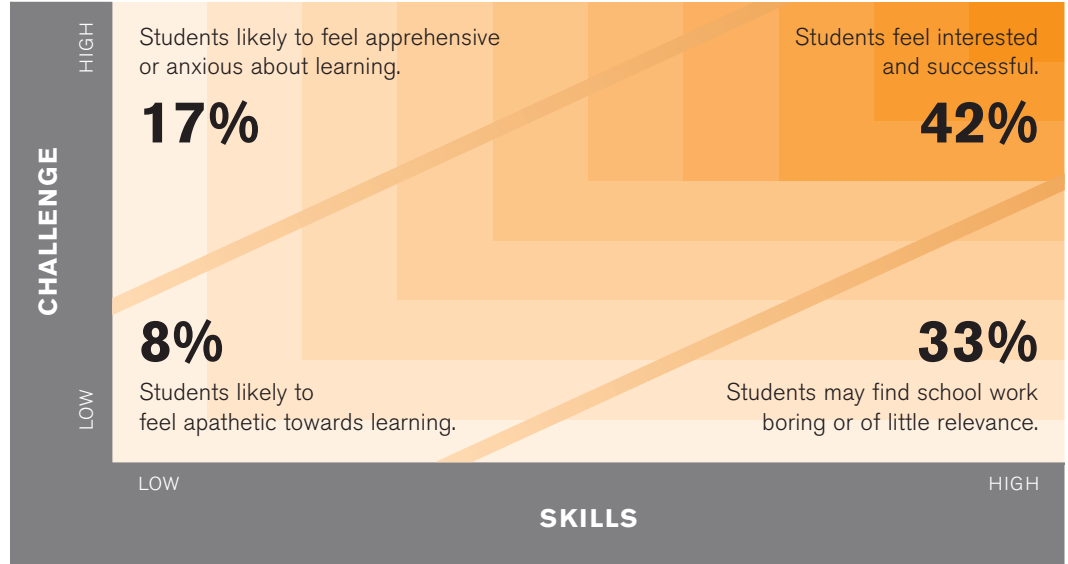 HIGH
Students likely to feel apprehensive
or anxious about learning.
17%
Students feel interested
and successful.
42%
CHALLENGE
8%
Students likely to
feel apathetic towards learning.
33%
Students may find school work
boring or of little relevance.
LOW
LOW
HIGH
SKILLS